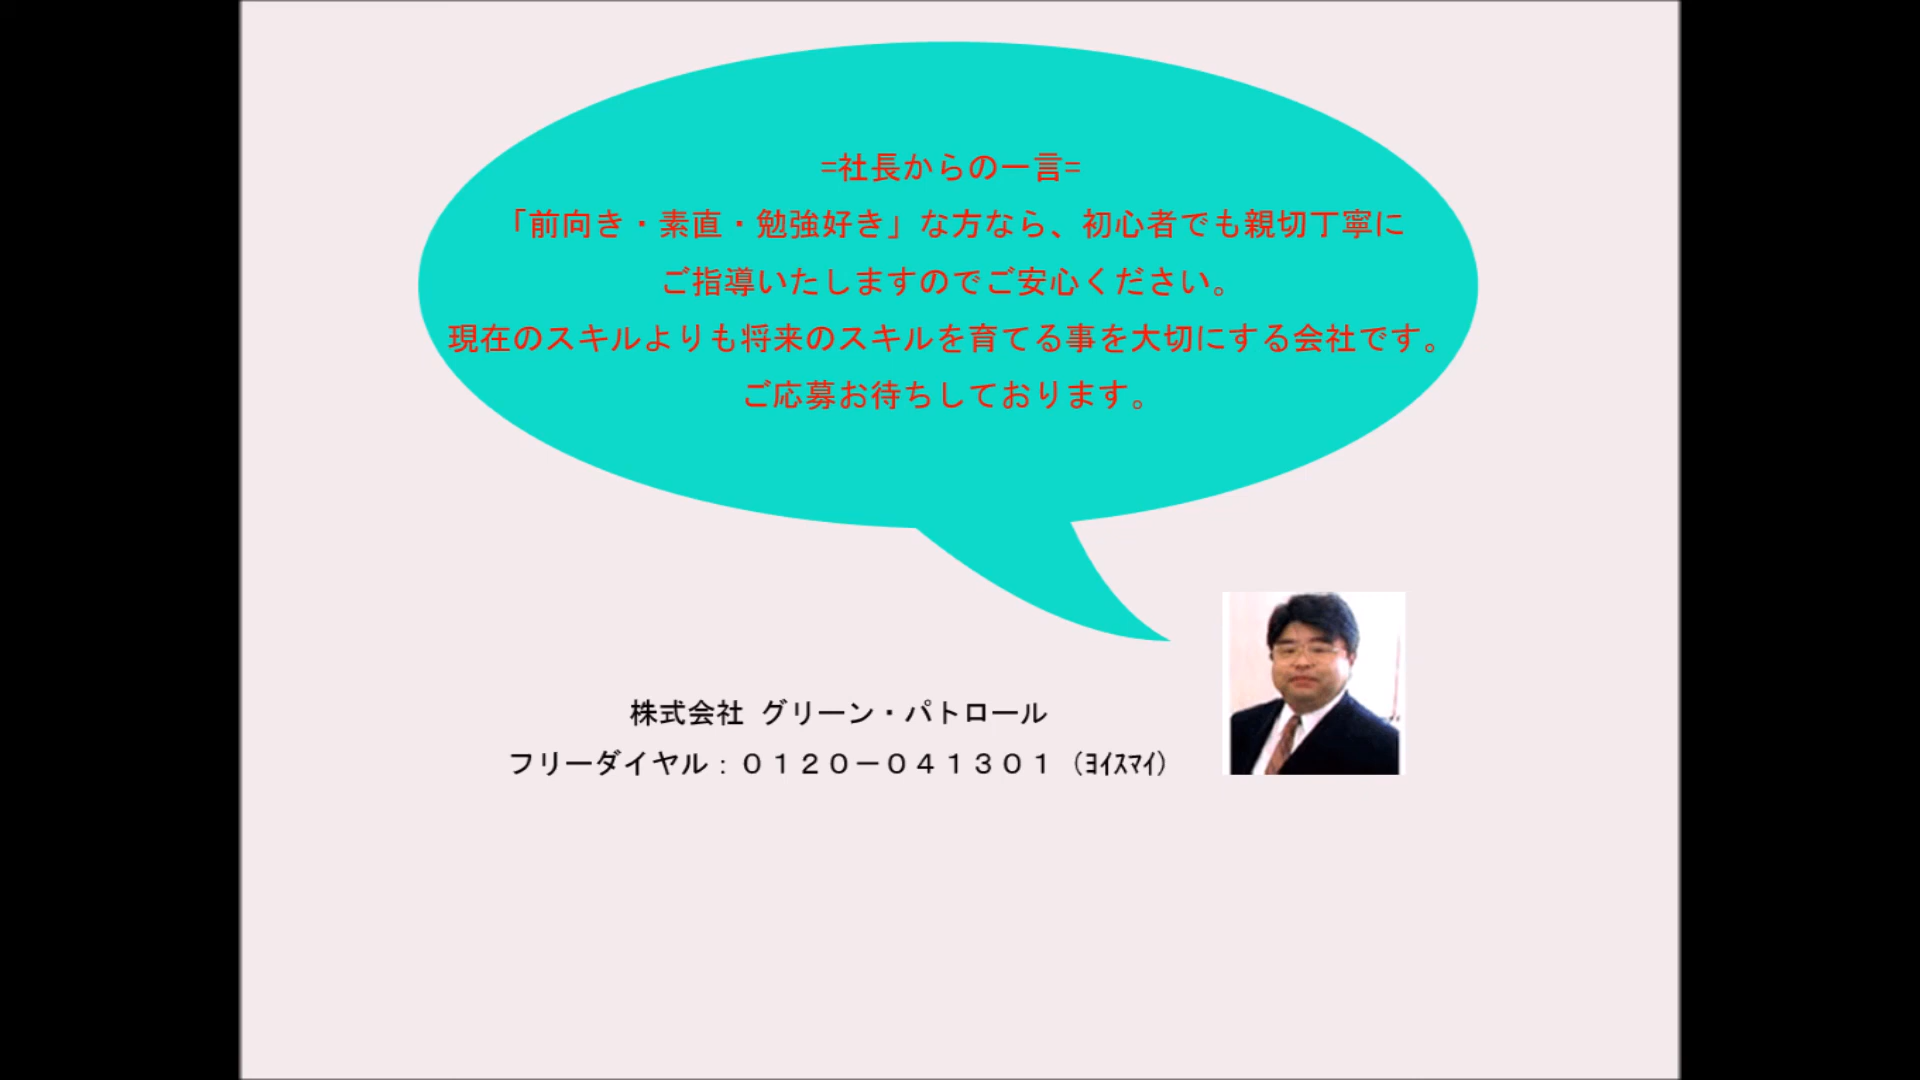 =社長からの一言=
「前向き・素直・勉強好き」な方なら、初心者でも親切丁寧に
ご指導いたしますのでご安心ください。
現在のスキルよりも将来のスキルを育てる事を大切にする会社です。
ご応募お待ちしております。
株式会社 グリーン・パトロール
フリーダイヤル：０１２０－０４１３０１（ﾖｲｽﾏｲ）